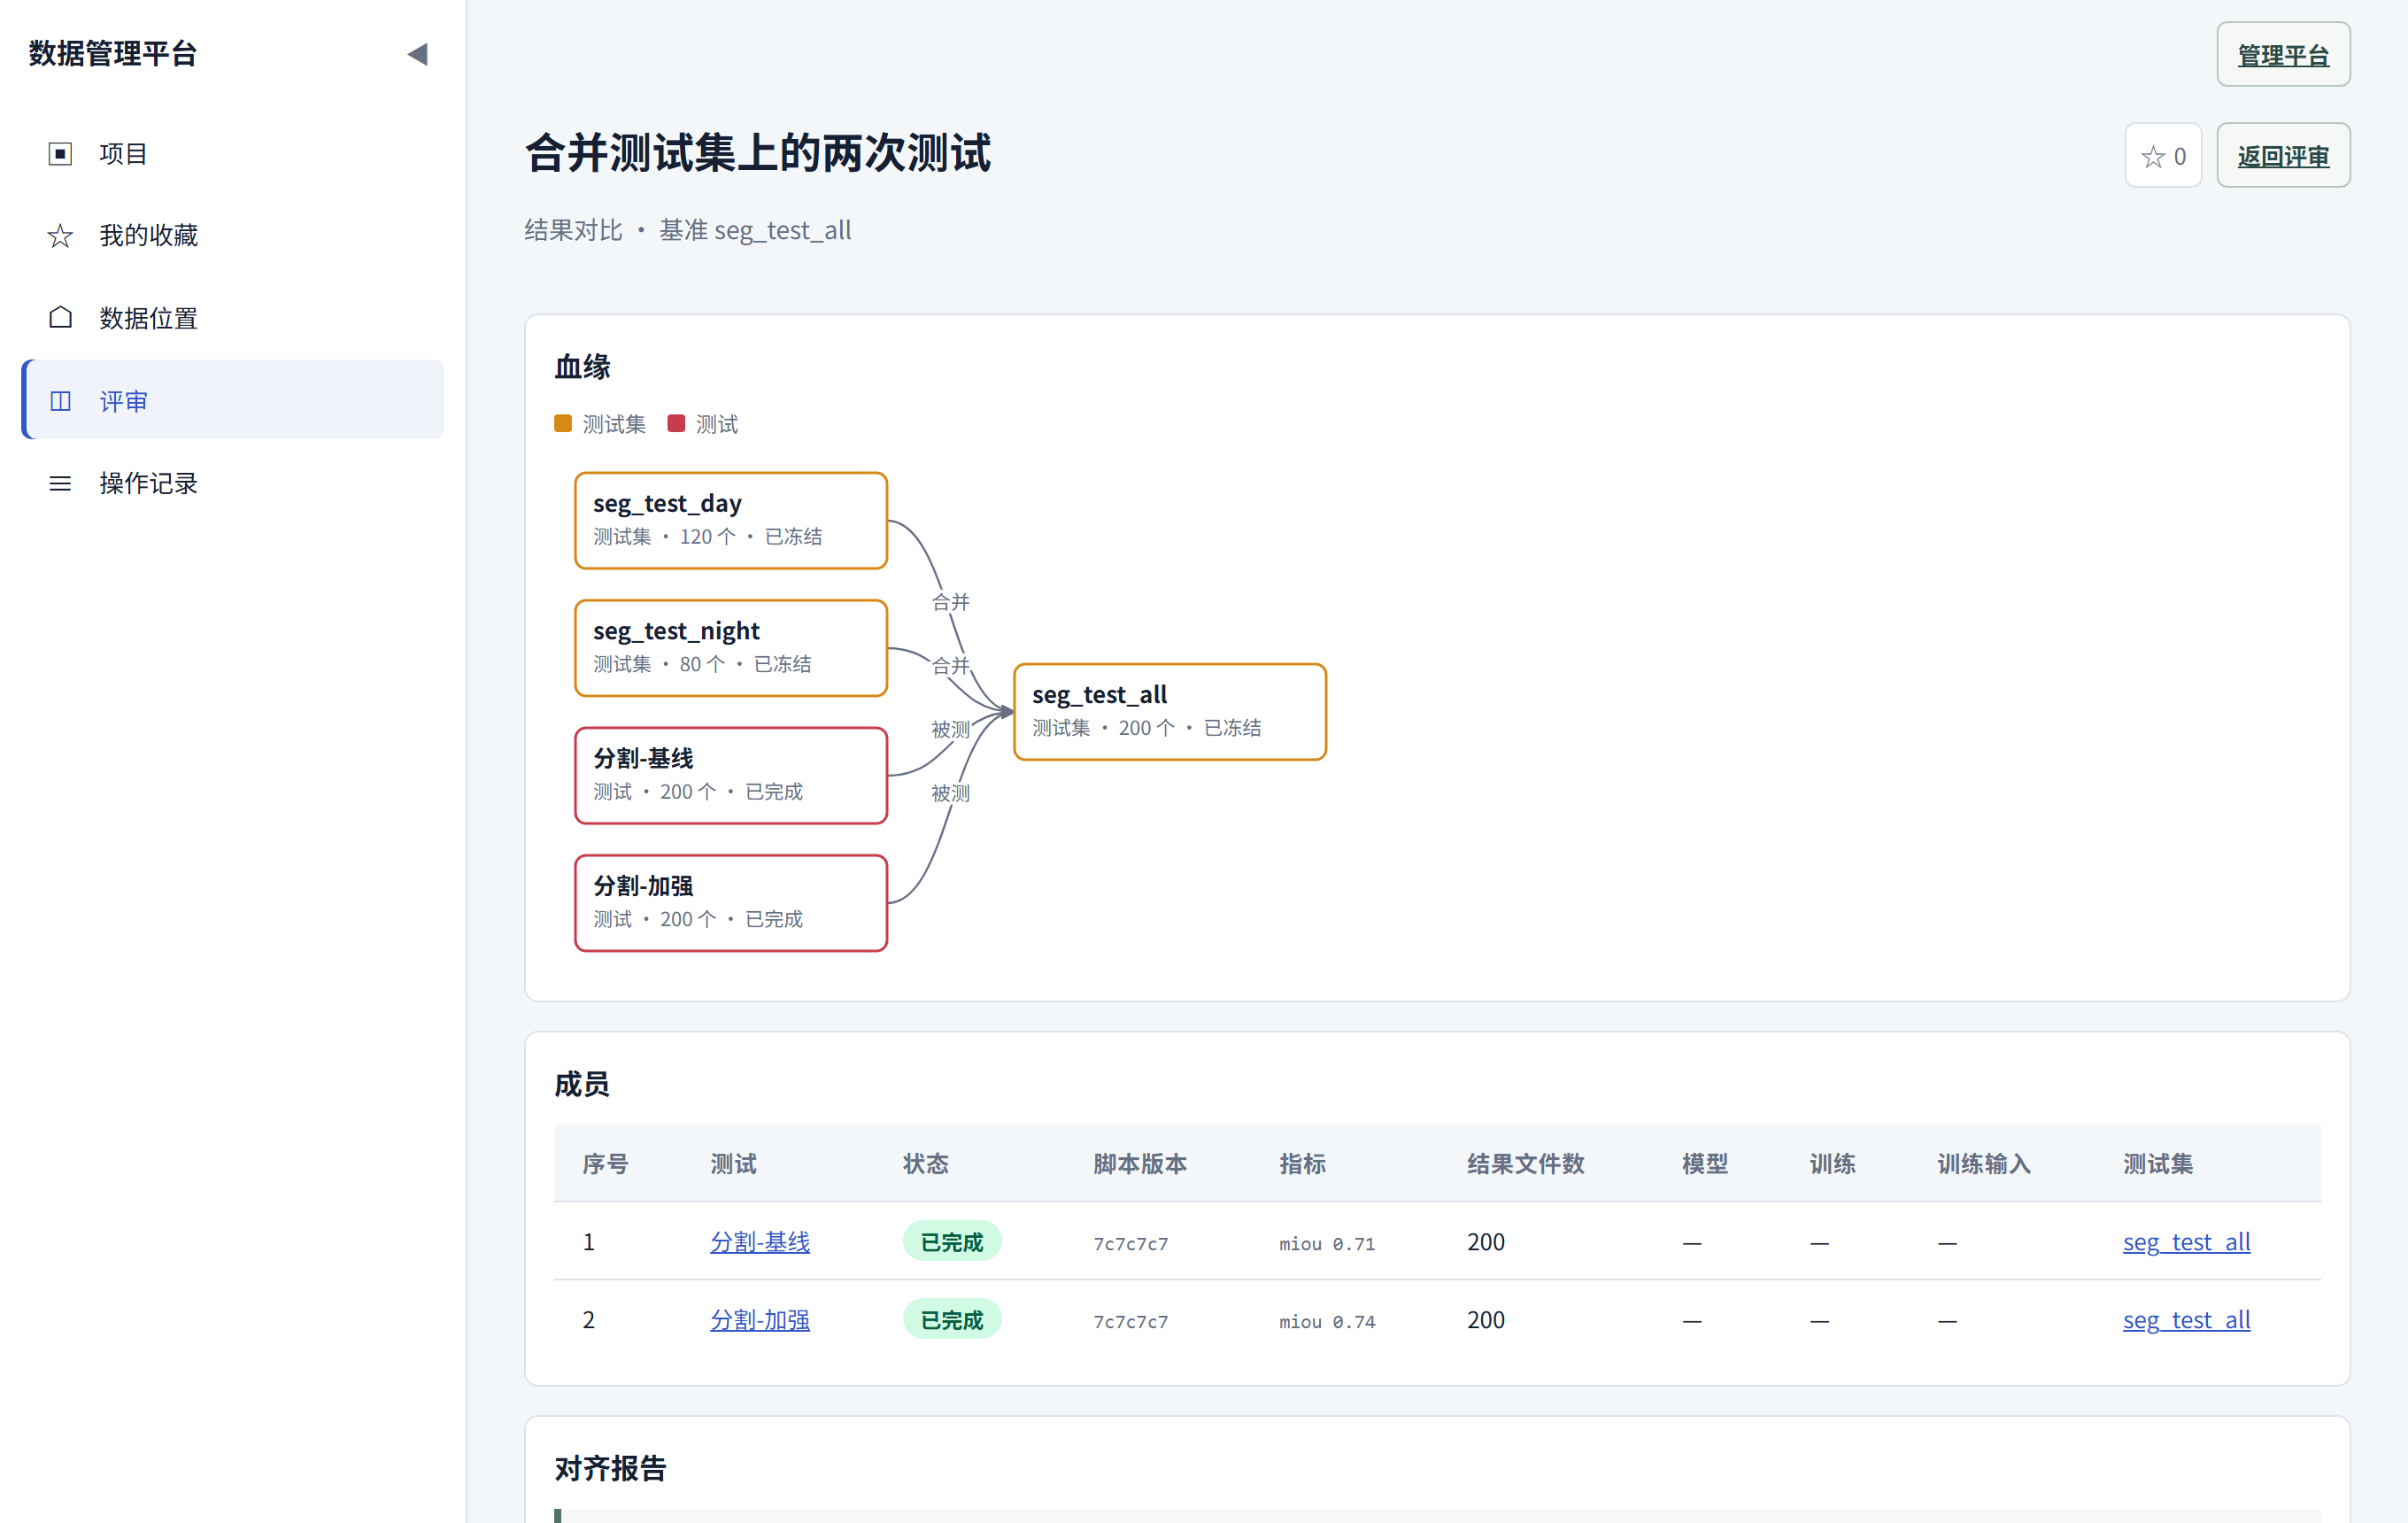 数据管理平台
项目
我的收藏
数据位置
评审
操作记录
管理平台
合并测试集上的两次测试
☆ 0
返回评审
结果对比 · 基准 seg_test_all
血缘
测试集 测试
seg_test_day
测试集 · 120 个 · 已冻结
合并
seg_test_night
测试集 · 80 个 · 已冻结
合并
seg_test_all
测试集 · 200 个 · 已冻结
被测
分割-基线
测试 · 200 个 · 已完成
被测
分割-加强
测试 · 200 个 · 已完成
成员
序号 测试 状态 脚本版本 指标 结果文件数 模型 训练 训练输入 测试集
1 分割-基线 已完成 7c7c7c7 miou 0.71 200 — — — seg_test_all
2 分割-加强 已完成 7c7c7c7 miou 0.74 200 — — — seg_test_all
对齐报告